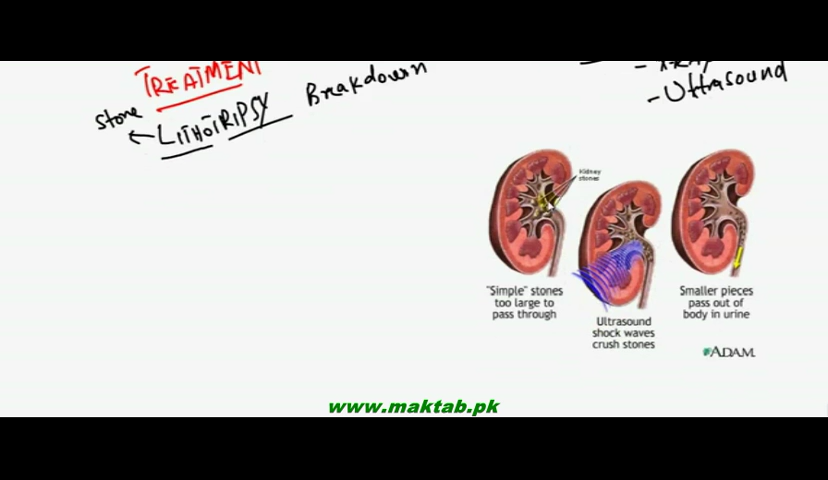 TREATMENT
Stone ← LITHOTRIPSY Breakdown
- Ultrasound
Kidney
stones
"Simple" stones
too large to
pass through
Ultrasound
shock waves
crush stones
Smaller pieces
pass out of
body in urine
ADAM.
www.maktab.pk